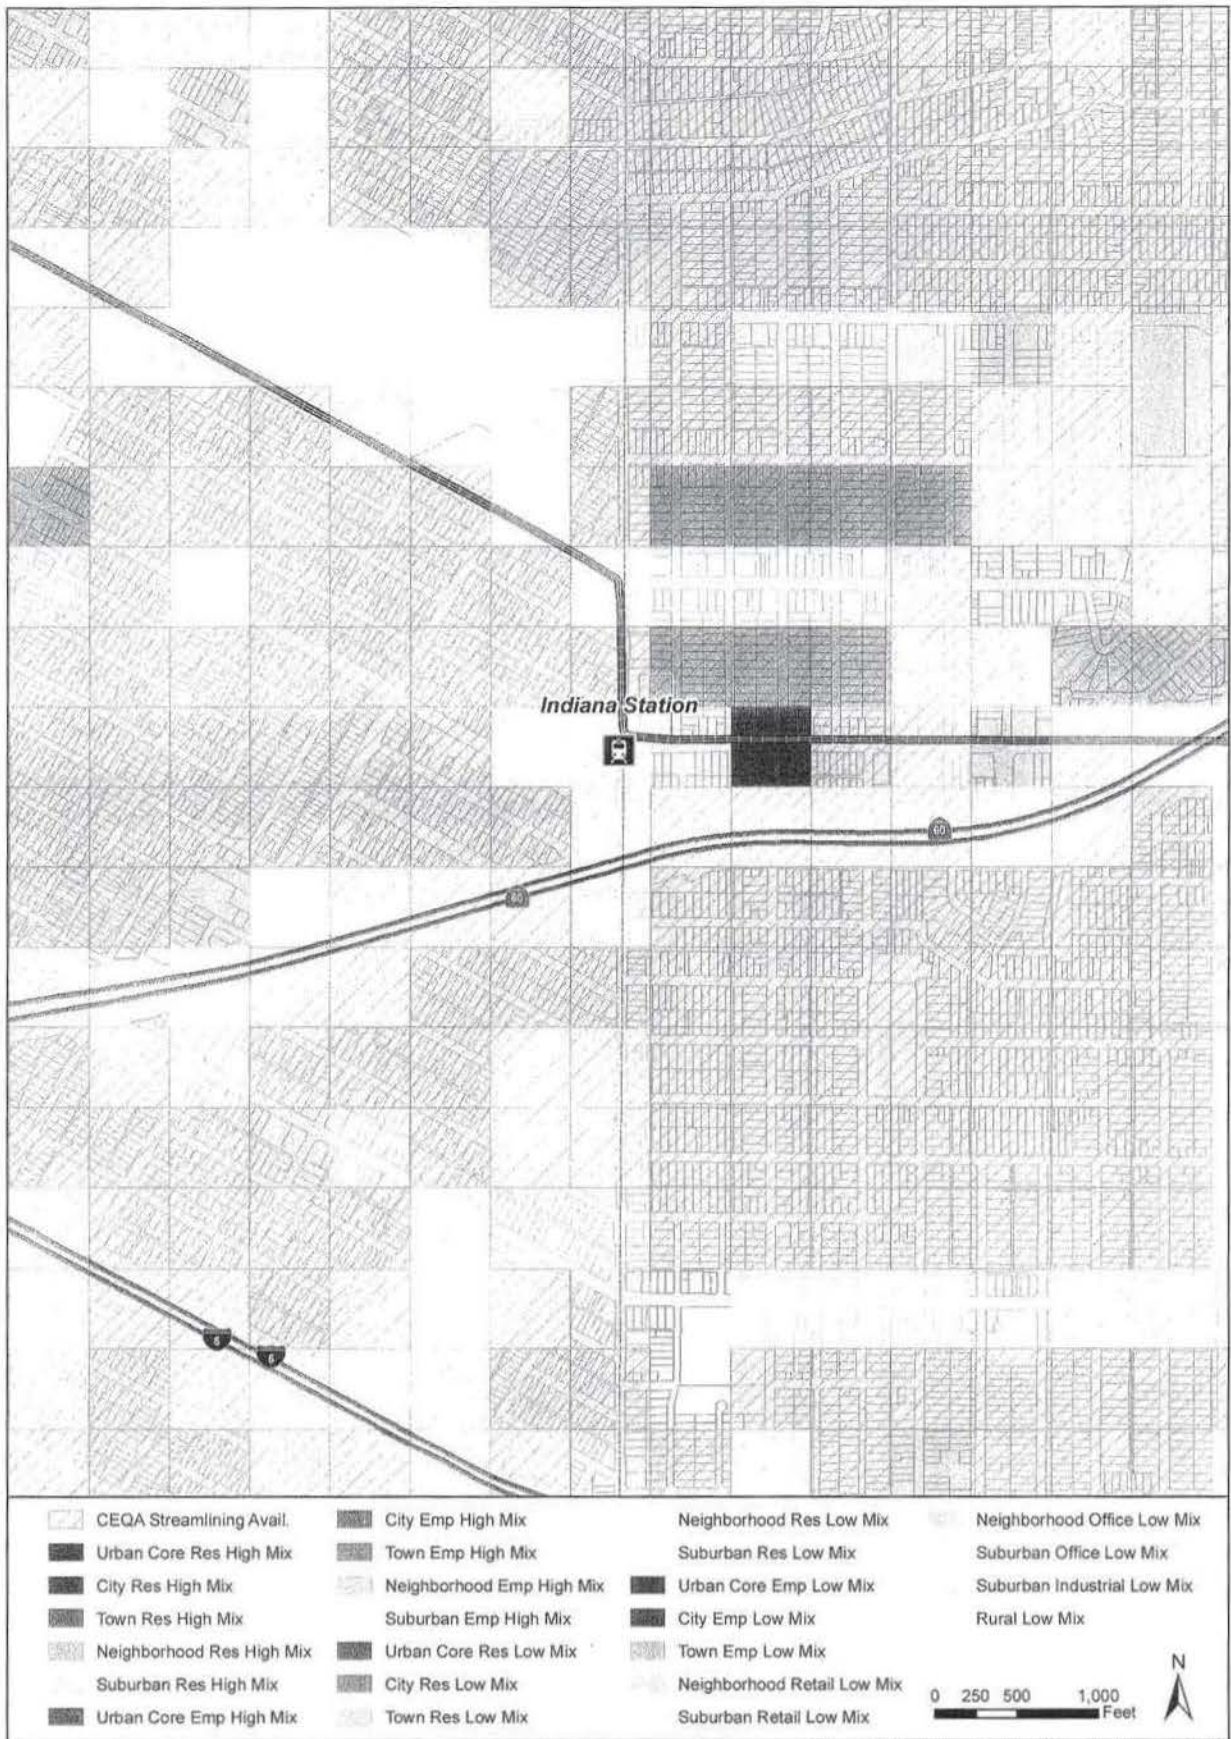 Indiana Station
60
60
5
5
CEQA Streamlining Avail.
Urban Core Res High Mix
City Res High Mix
Town Res High Mix
Neighborhood Res High Mix
Suburban Res High Mix
Urban Core Emp High Mix
City Emp High Mix
Town Emp High Mix
Neighborhood Emp High Mix
Suburban Emp High Mix
Urban Core Res Low Mix
City Res Low Mix
Town Res Low Mix
Neighborhood Res Low Mix
Suburban Res Low Mix
Urban Core Emp Low Mix
City Emp Low Mix
Town Emp Low Mix
Neighborhood Retail Low Mix
Suburban Retail Low Mix
Neighborhood Office Low Mix
Suburban Office Low Mix
Suburban Industrial Low Mix
Rural Low Mix
N
0 250 500 1,000
Feet